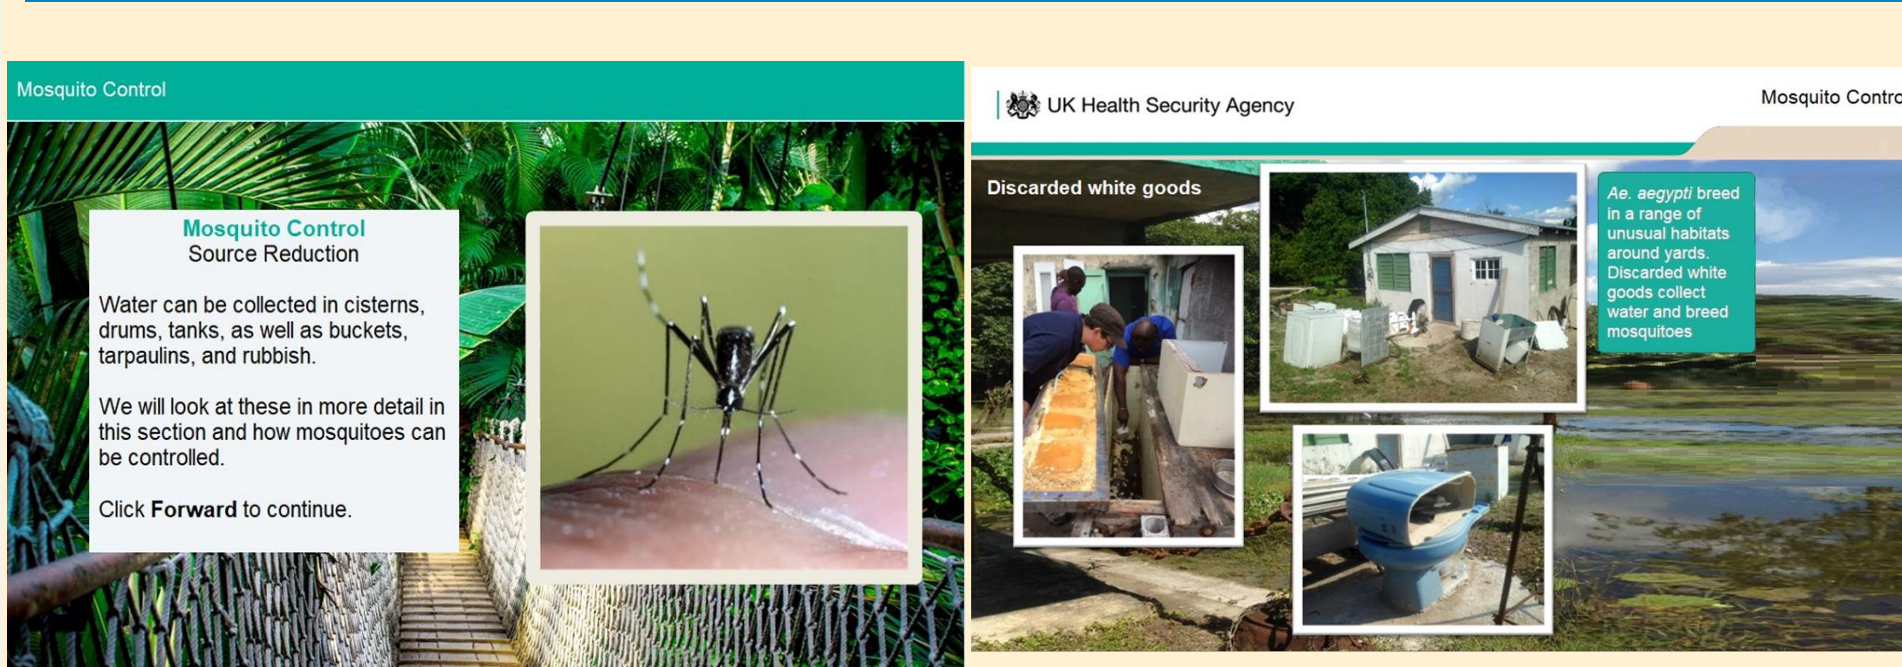 Mosquito Control
Mosquito Control
Source Reduction
Water can be collected in cisterns,
drums, tanks, as well as buckets,
tarpaulins, and rubbish.
We will look at these in more detail in
this section and how mosquitoes can
be controlled.
Click Forward to continue.
UK Health Security Agency
Mosquito Contro
Discarded white goods
Ae. aegypti breed
in a range of
unusual habitats
around yards.
Discarded white
goods collect
water and breed
mosquitoes